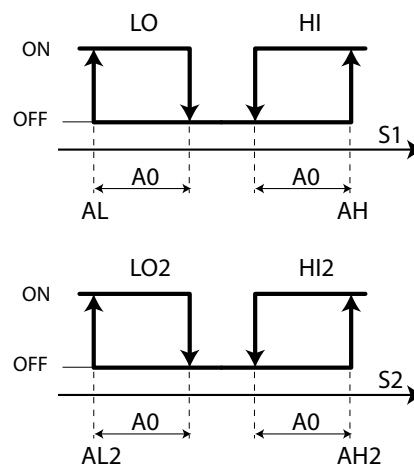 LO HI
ON
OFF
S1
A0 A0
AL AH
LO2 HI2
ON
OFF
S2
A0 A0
AL2 AH2